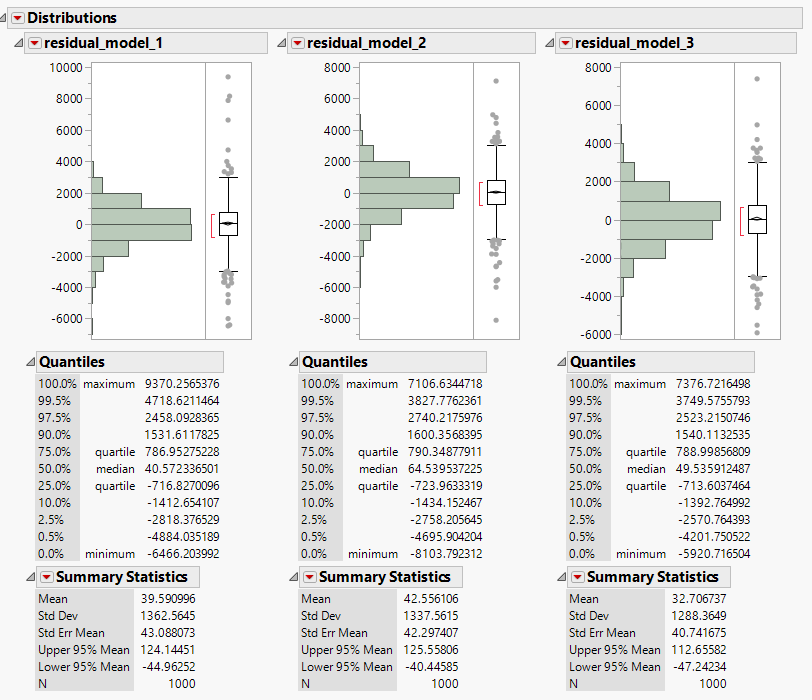 Distributions
residual_model_1
10000
8000
6000
4000
2000
0
-2000
-4000
-6000
Quantiles
100.0% maximum 9370.2565376
99.5% 4718.6211464
97.5% 2458.0928365
90.0% 1531.6117825
75.0% quartile 786.95275228
50.0% median 40.572336501
25.0% quartile -716.8270096
10.0% -1412.654107
2.5% -2818.376529
0.5% -4884.035189
0.0% minimum -6466.203992
Summary Statistics
Mean 39.590996
Std Dev 1362.5645
Std Err Mean 43.088073
Upper 95% Mean 124.14451
Lower 95% Mean -44.96252
N 1000
residual_model_2
8000
6000
4000
2000
0
-2000
-4000
-6000
-8000
Quantiles
100.0% maximum 7106.6344718
99.5% 3827.7762361
97.5% 2740.2175976
90.0% 1600.3568395
75.0% quartile 790.34877911
50.0% median 64.539537225
25.0% quartile -723.9633319
10.0% -1434.152467
2.5% -2758.205645
0.5% -4695.904204
0.0% minimum -8103.792312
Summary Statistics
Mean 42.556106
Std Dev 1337.5615
Std Err Mean 42.297407
Upper 95% Mean 125.55806
Lower 95% Mean -40.44585
N 1000
residual_model_3
8000
6000
4000
2000
0
-2000
-4000
-6000
Quantiles
100.0% maximum 7376.7216498
99.5% 3749.5755793
97.5% 2523.2150746
90.0% 1540.1132535
75.0% quartile 788.99856809
50.0% median 49.535912487
25.0% quartile -713.6037464
10.0% -1392.764992
2.5% -2570.764393
0.5% -4201.750522
0.0% minimum -5920.716504
Summary Statistics
Mean 32.706737
Std Dev 1288.3649
Std Err Mean 40.741675
Upper 95% Mean 112.65582
Lower 95% Mean -47.24234
N 1000